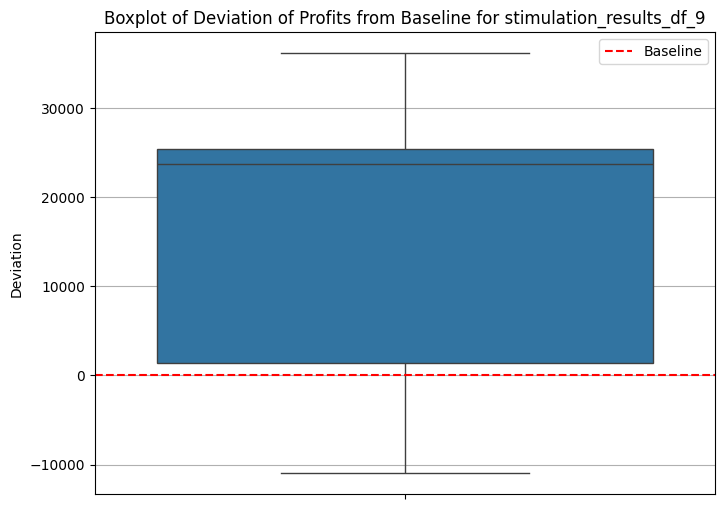 Boxplot of Deviation of Profits from Baseline for stimulation_results_df_9
Baseline
30000
20000
10000
0
−10000
Deviation